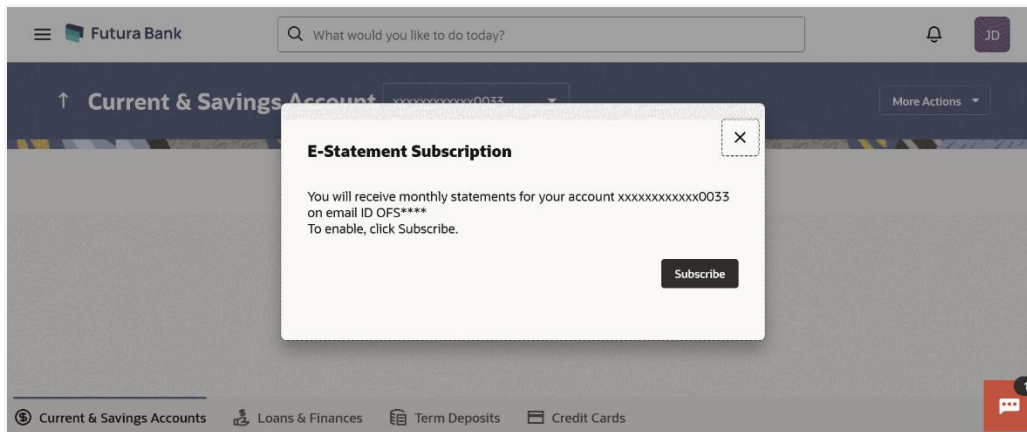 Futura Bank
What would you like to do today?
JD
↑ Current & Savings Account xxxxxxxxxxxx0033
More Actions
E-Statement Subscription
You will receive monthly statements for your account xxxxxxxxxxxx0033
on email ID OFS****
To enable, click Subscribe.
Subscribe
Current & Savings Accounts
Loans & Finances
Term Deposits
Credit Cards